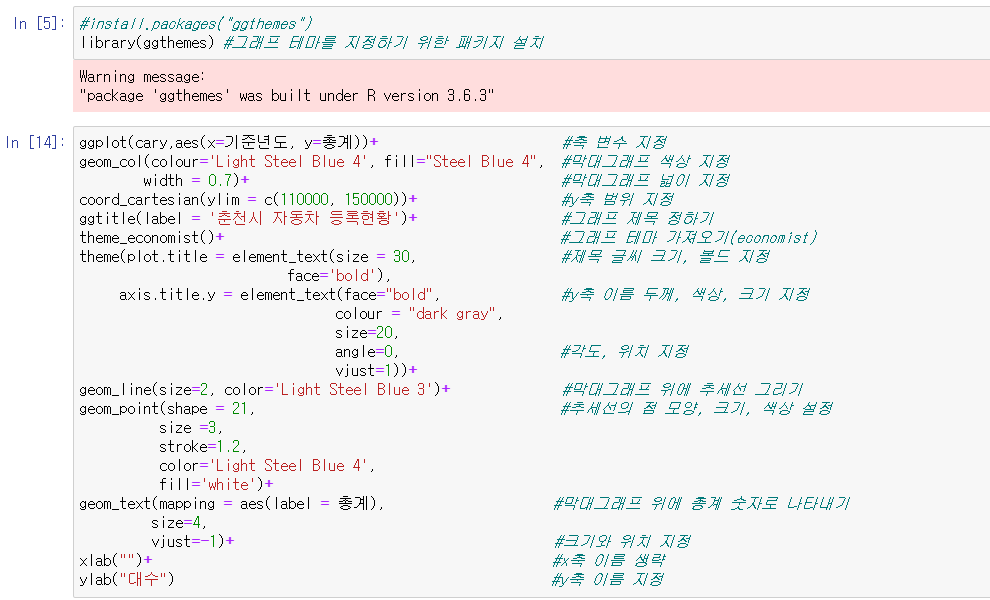 In [5]: #install.packages("ggthemes")
library(ggthemes) #그래프 테마를 지정하기 위한 패키지 설치
Warning message:
"package 'ggthemes' was built under R version 3.6.3"
In [14]: ggplot(cary,aes(x=기준년도, y=총계))+ #축 변수 지정
geom_col(colour='Light Steel Blue 4', fill="Steel Blue 4", #막대그래프 색상 지정
width = 0.7)+ #막대그래프 넓이 지정
coord_cartesian(ylim = c(110000, 150000))+ #y축 범위 지정
ggtitle(label = '춘천시 자동차 등록현황')+ #그래프 제목 정하기
theme_economist()+ #그래프 테마 가져오기(economist)
theme(plot.title = element_text(size = 30, #제목 글씨 크기, 볼드 지정
face='bold'),
axis.title.y = element_text(face="bold", #y축 이름 두께, 색상, 크기 지정
colour = "dark gray",
size=20,
angle=0, #각도, 위치 지정
vjust=1))+
geom_line(size=2, color='Light Steel Blue 3')+ #막대그래프 위에 추세선 그리기
geom_point(shape = 21, #추세선의 점 모양, 크기, 색상 설정
size =3,
stroke=1.2,
color='Light Steel Blue 4',
fill='white')+
geom_text(mapping = aes(label = 총계), #막대그래프 위에 총계 숫자로 나타내기
size=4,
vjust=-1)+ #크기와 위치 지정
xlab("")+ #x축 이름 생략
ylab("대수") #y축 이름 지정